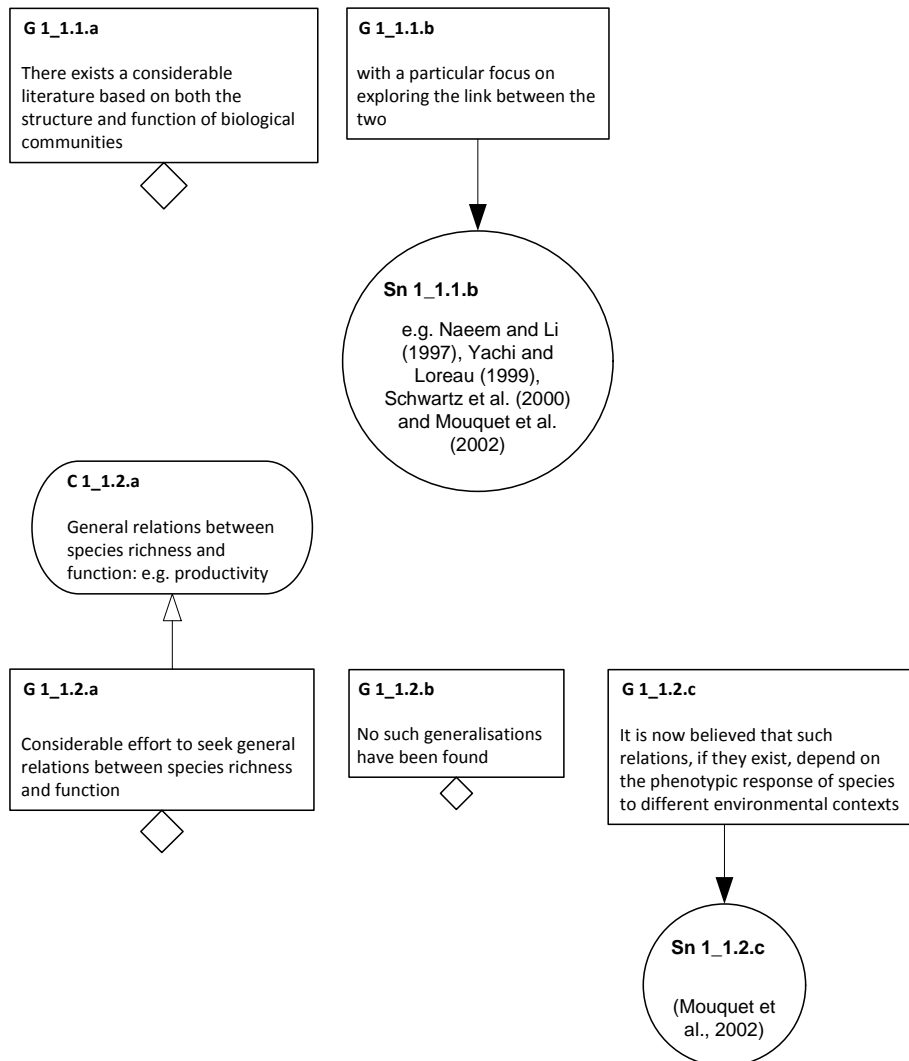 G 1_1.1.a
There exists a considerable
literature based on both the
structure and function of biological
communities
G 1_1.1.b
with a particular focus on
exploring the link between the
two
Sn 1_1.1.b
e.g. Naeem and Li
(1997), Yachi and
Loreau (1999),
Schwartz et al. (2000)
and Mouquet et al.
(2002)
C 1_1.2.a
General relations between
species richness and
function: e.g. productivity
G 1_1.2.a
Considerable effort to seek general
relations between species richness
and function
G 1_1.2.b
No such generalisations
have been found
G 1_1.2.c
It is now believed that such
relations, if they exist, depend on
the phenotypic response of species
to different environmental contexts
Sn 1_1.2.c
(Mouquet et
al., 2002)